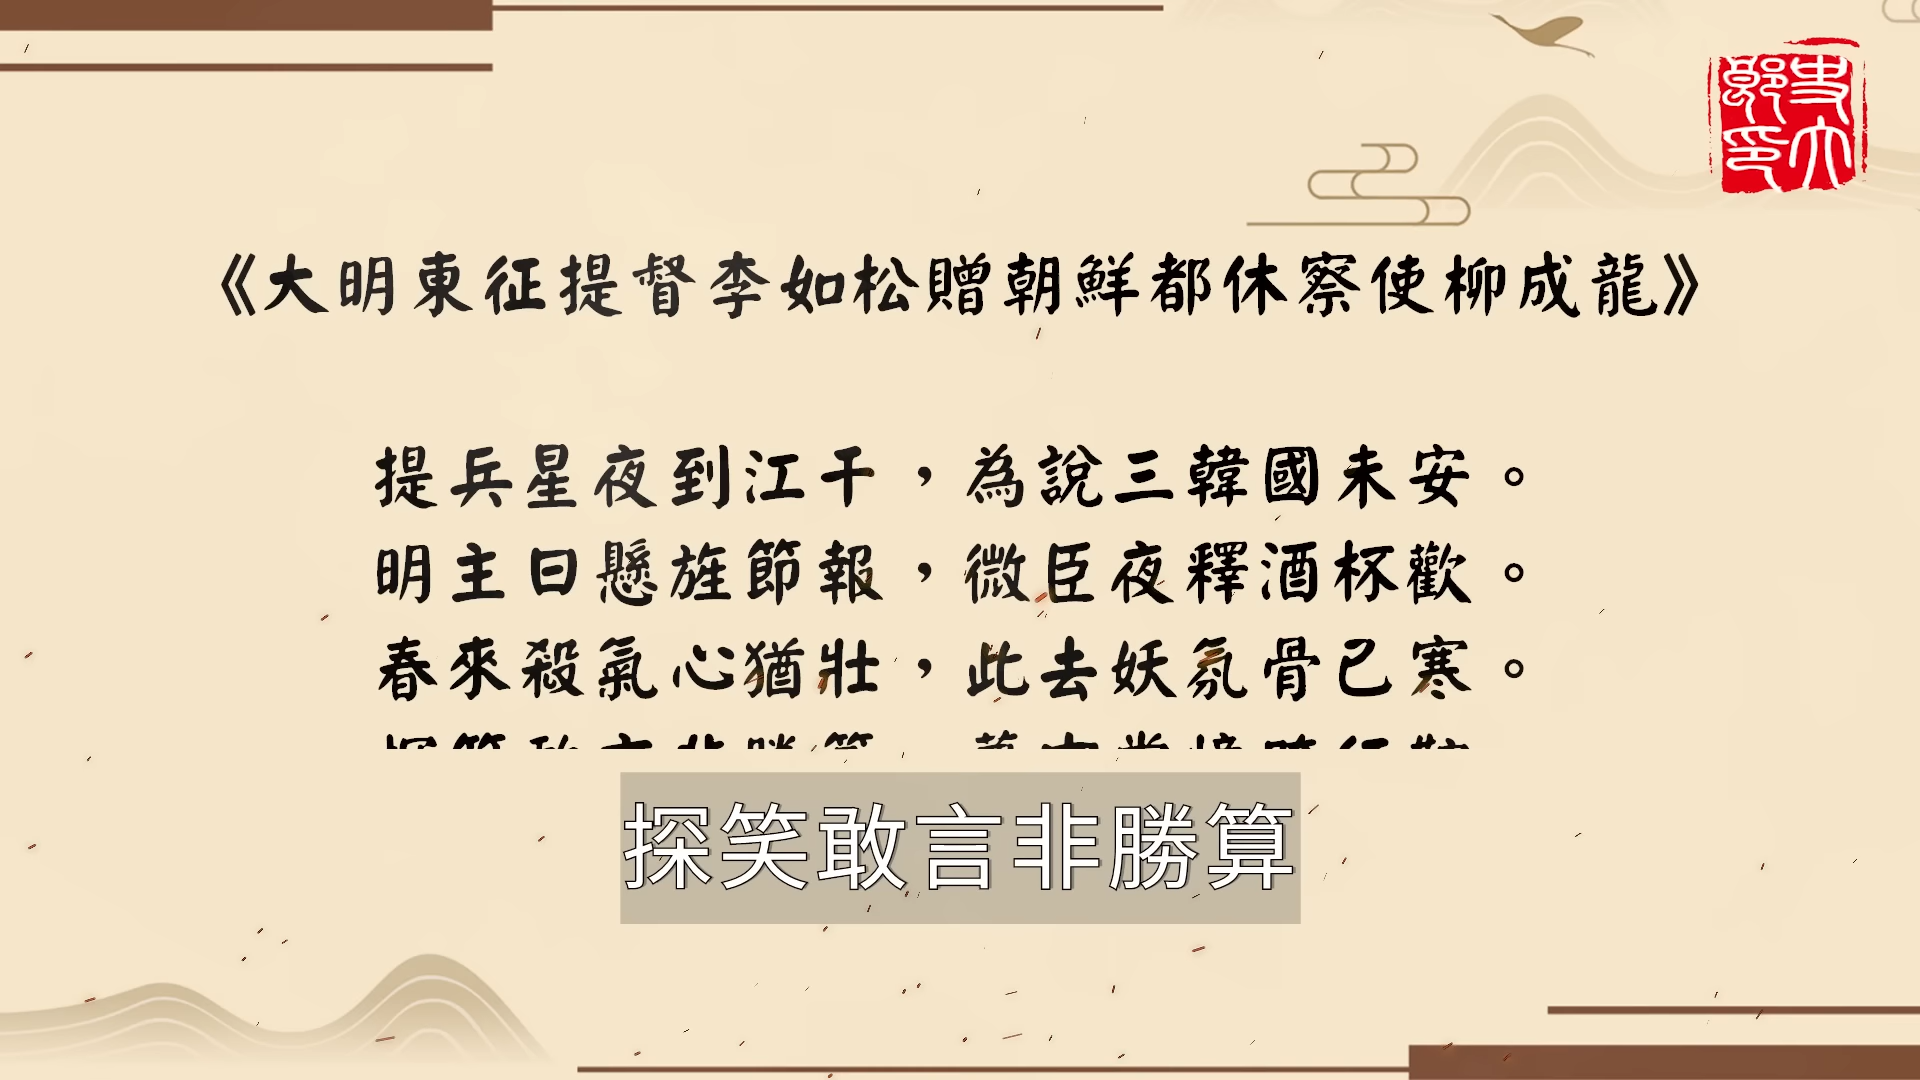 《大明東征提督李如松贈朝鮮都休察使柳成龍》
提兵星夜到江干，為說三韓國未安。
明主日懸旌節報，微臣夜釋酒杯歡。
春來殺氣心猶壯，此去妖氛骨已寒。
探笑敢言非勝算